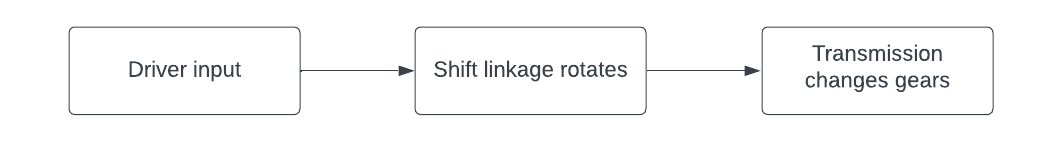 Driver input
Shift linkage rotates
Transmission
changes gears